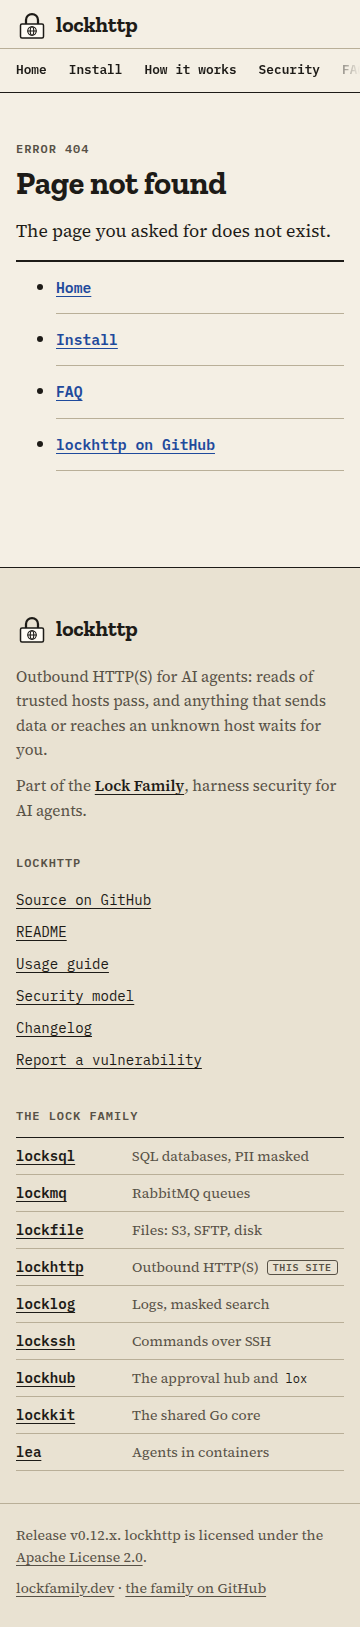 lockhttp
Home Install How it works Security FA
ERROR 404
Page not found
The page you asked for does not exist.
Home
Install
FAQ
lockhttp on GitHub
lockhttp
Outbound HTTP(S) for AI agents: reads of
trusted hosts pass, and anything that sends
data or reaches an unknown host waits for
you.
Part of the Lock Family, harness security for
AI agents.
LOCKHTTP
Source on GitHub
README
Usage guide
Security model
Changelog
Report a vulnerability
THE LOCK FAMILY
locksql SQL databases, PII masked
lockmq RabbitMQ queues
lockfile Files: S3, SFTP, disk
lockhttp Outbound HTTP(S) THIS SITE
locklog Logs, masked search
lockssh Commands over SSH
lockhub The approval hub and lox
lockkit The shared Go core
lea Agents in containers
Release v0.12.x. lockhttp is licensed under the
Apache License 2.0.
lockfamily.dev · the family on GitHub